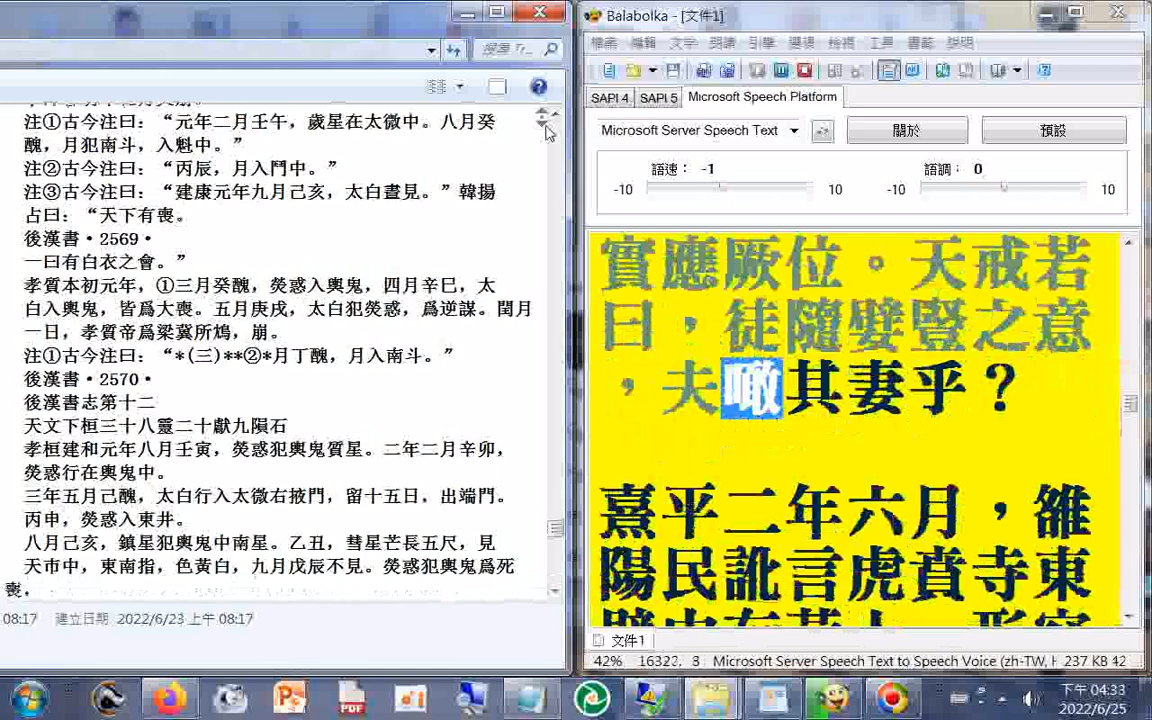 Balabolka - [文件1]
檔案 編輯 文字 朗讀 引擎 選項 檢視 工具 書籤 說明
SAPI 4 SAPI 5 Microsoft Speech Platform
Microsoft Server Speech Text 關於 預設
語速： -1 語調： 0
-10 10 -10 10
注①古今注曰：“元年二月壬午，歲星在太微中。八月癸
醜，月犯南斗，入魁中。”
注②古今注曰：“丙辰，月入鬥中。”
注③古今注曰：“建康元年九月己亥，太白晝見。”韓揚
占曰：“天下有喪。
後漢書‧2569‧
一曰有白衣之會。”
孝質本初元年，①三月癸醜，熒惑入輿鬼，四月辛巳，太
白入輿鬼，皆爲大喪。五月庚戌，太白犯熒惑，爲逆謀。閏月
一日，孝質帝爲梁冀所鴆，崩。
注①古今注曰：“*(三)**②*月丁醜，月入南斗。”
後漢書‧2570‧
後漢書志第十二
天文下桓三十八靈二十獻九隕石
孝桓建和元年八月壬寅，熒惑犯輿鬼質星。二年二月辛卯，
熒惑行在輿鬼中。
三年五月己醜，太白行入太微右掖門，留十五日，出端門。
丙申，熒惑入東井。
八月己亥，鎮星犯輿鬼中南星。乙丑，彗星芒長五尺，見
天市中，東南指，色黃白，九月戊辰不見。熒惑犯輿鬼爲死
喪，
08:17 建立日期 2022/6/23 上午 08:17
實應厥位。天戒若
曰，徒隨嬖豎之意
，夫噉其妻乎？
熹平二年六月，雒
陽民訛言虎賁寺東
文件1
42% 16322, 3 Microsoft Server Speech Text to Speech Voice (zh-TW, H 237 KB 42
PDF
下午 04:33
2022/6/25